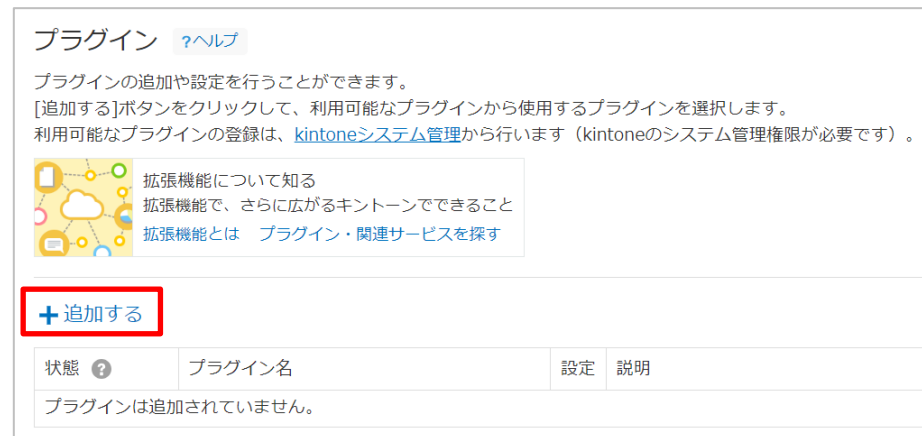 プラグイン ?ヘルプ
プラグインの追加や設定を行うことができます。
[追加する]ボタンをクリックして、利用可能なプラグインから使用するプラグインを選択します。
利用可能なプラグインの登録は、kintoneシステム管理から行います（kintoneのシステム管理権限が必要です）。
拡張機能について知る
拡張機能で、さらに広がるキントーンでできること
拡張機能とは プラグイン・関連サービスを探す
+追加する
状態 ? プラグイン名 設定 説明
プラグインは追加されていません。